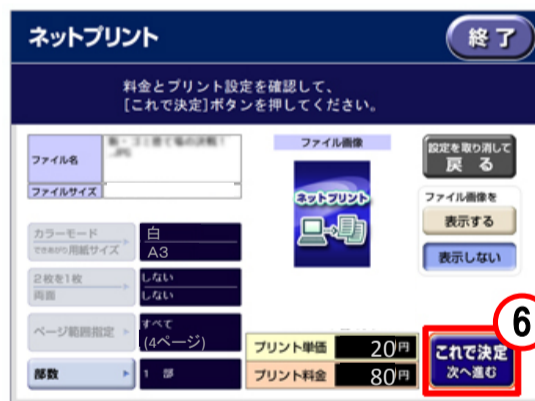 ネットプリント
終了
料金とプリント設定を確認して、
[これで決定]ボタンを押してください。
ファイル名
.JPG
ファイルサイズ
ファイル画像
ネットプリント
設定を取り消して
戻る
ファイル画像を
表示する
表示しない
カラーモード
できあがり用紙サイズ
白
A3
2枚を1枚
両面
しない
しない
ページ範囲指定
すべて
(4ページ)
部数
1 部
プリント単価 20円
プリント料金 80円
6
これで決定
次へ進む